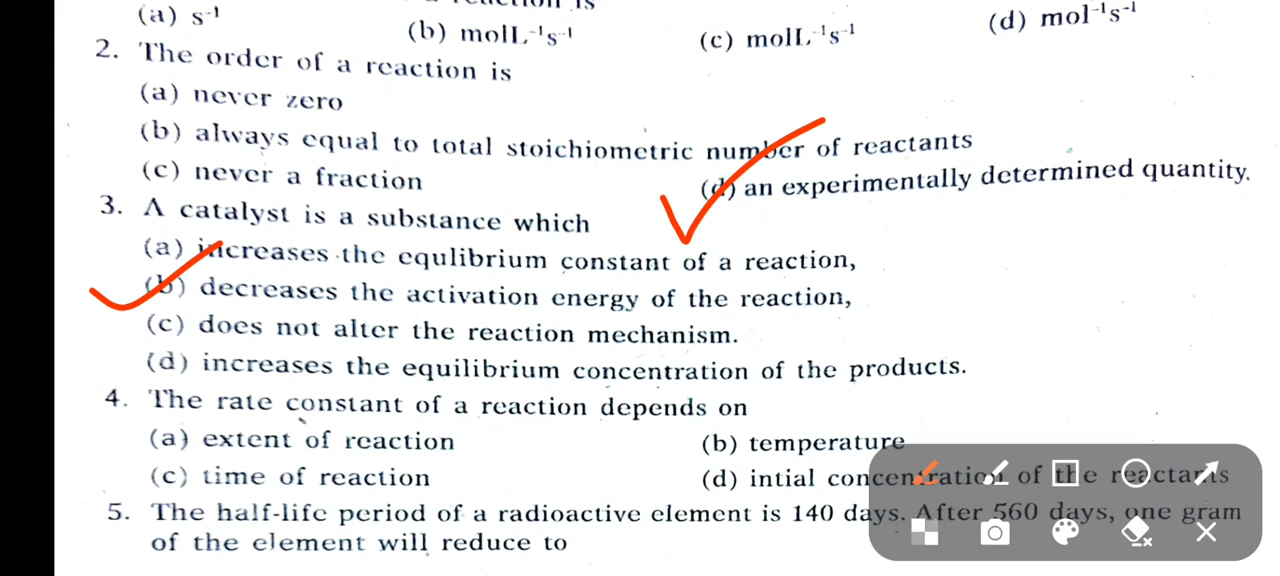 (a) s⁻¹ (b) molL⁻¹s⁻¹ (c) molL⁻¹s⁻¹ (d) mol⁻¹s⁻¹
2. The order of a reaction is
(a) never zero
(b) always equal to total stoichiometric number of reactants
(c) never a fraction (d) an experimentally determined quantity.
3. A catalyst is a substance which
(a) increases the equlibrium constant of a reaction,
(b) decreases the activation energy of the reaction,
(c) does not alter the reaction mechanism.
(d) increases the equilibrium concentration of the products.
4. The rate constant of a reaction depends on
(a) extent of reaction (b) temperature
(c) time of reaction (d) intial concentration of the reactants
5. The half-life period of a radioactive element is 140 days. After 560 days, one gram
of the element will reduce to